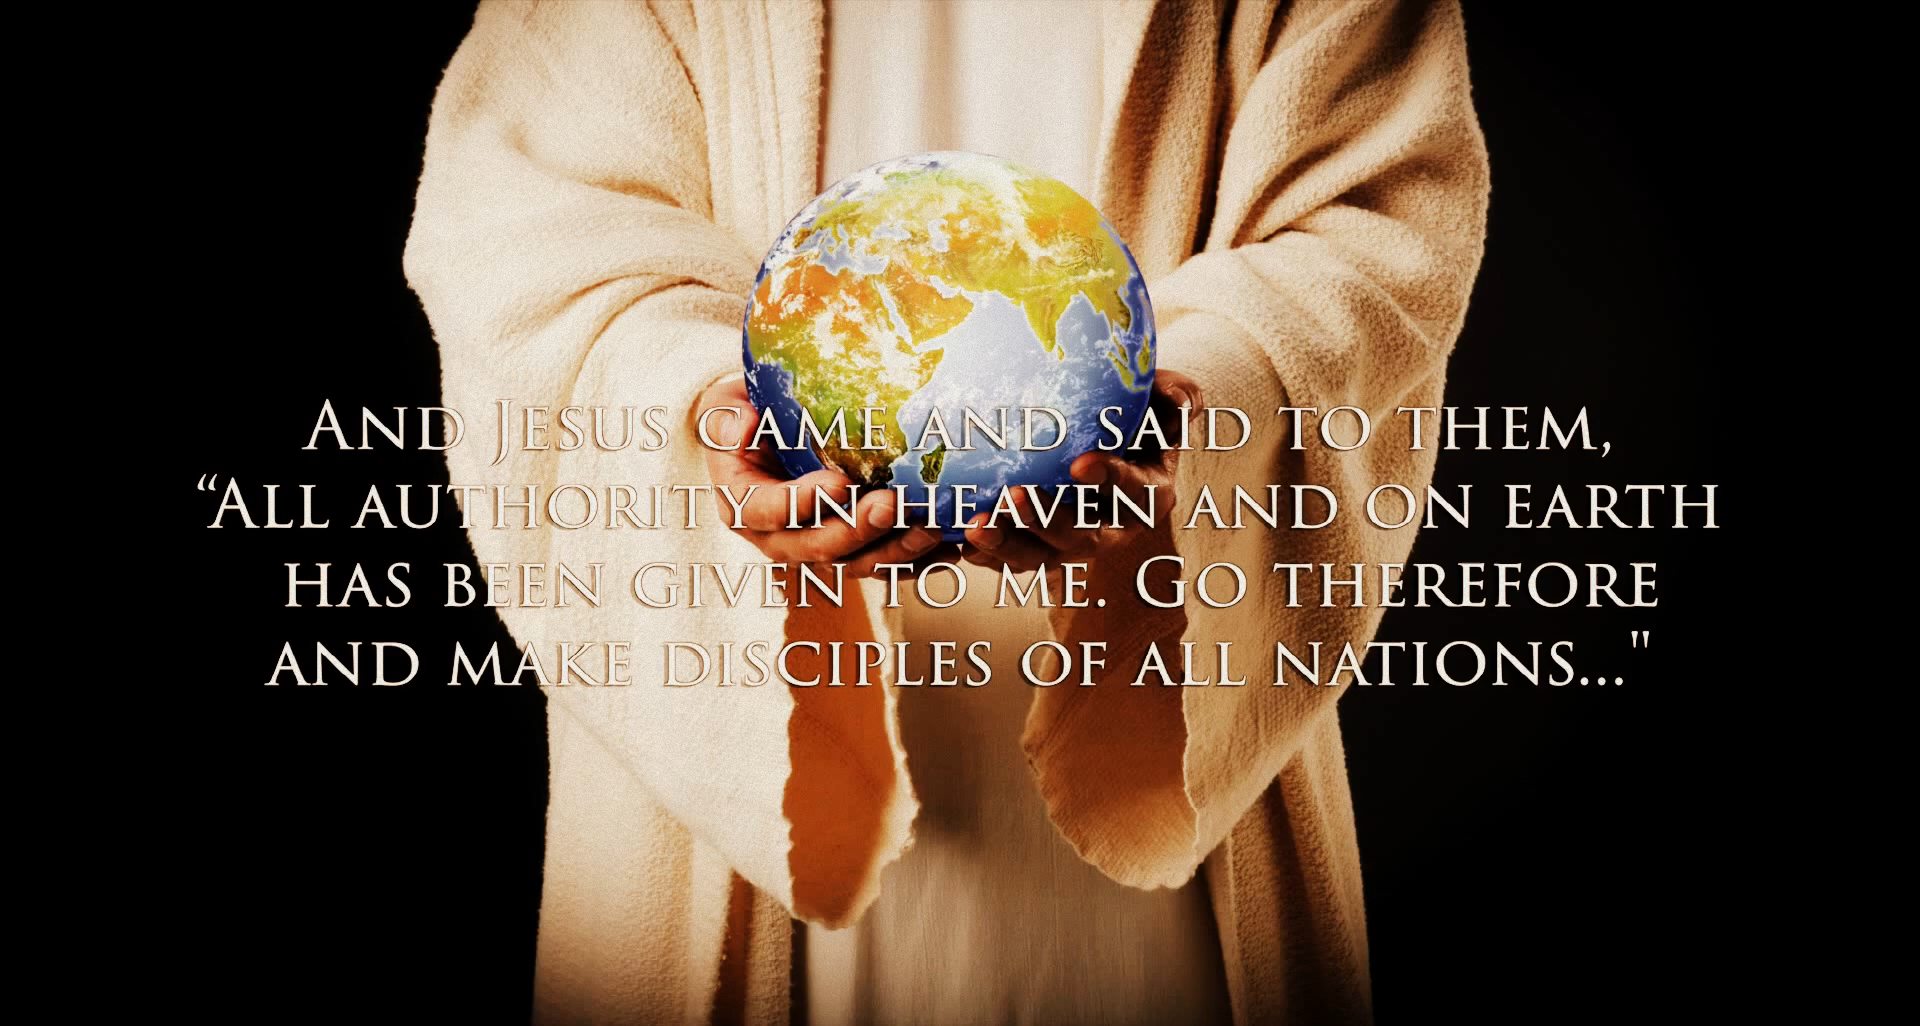 And Jesus came and said to them,
“All authority in heaven and on earth
has been given to me. Go therefore
and make disciples of all nations..."